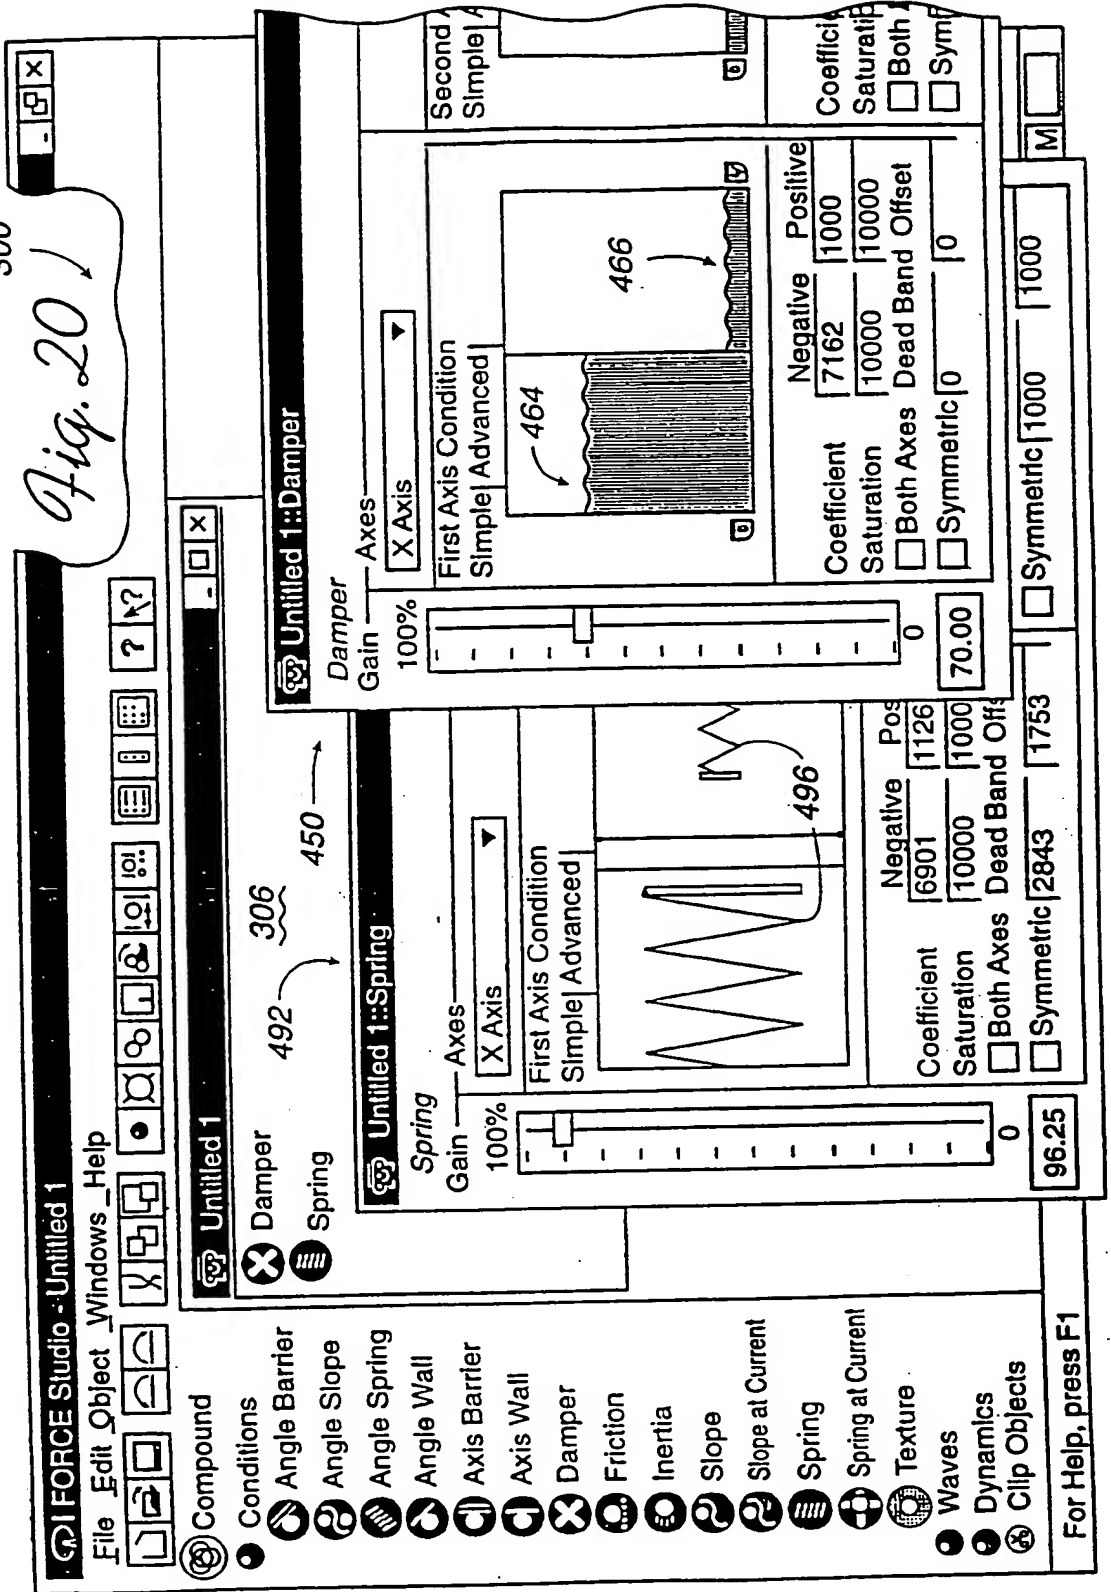 Fig. 20
I FORCE Studio - Untitled 1
File Edit Object Windows Help
? ?
Compound
Conditions
Angle Barrier
Angle Slope
Angle Spring
Angle Wall
Axis Barrier
Axis Wall
Damper
Friction
Inertia
Slope
Slope at Current
Spring
Spring at Current
Texture
Waves
Dynamics
Clip Objects
For Help, press F1
Untitled 1
Damper
Spring
492
306
450
Untitled 1::Spring
Spring
Gain
100%
0
96.25
Axes
X Axis
First Axis Condition
Simple Advanced
496
Negative Pos
Coefficient 6901 1126
Saturation 10000 1000
Both Axes Dead Band Offs
Symmetric 2843 1753
Symmetric 1000 1000
Untitled 1::Damper
Damper
Gain
100%
0
70.00
Axes
X Axis
First Axis Condition
Simple Advanced
464
466
Negative Positive
Coefficient 7162 1000
Saturation 10000 10000
Both Axes Dead Band Offset
Symmetric 0 0
Second
Simple
Coeffici
Saturati
Both
Sym
M